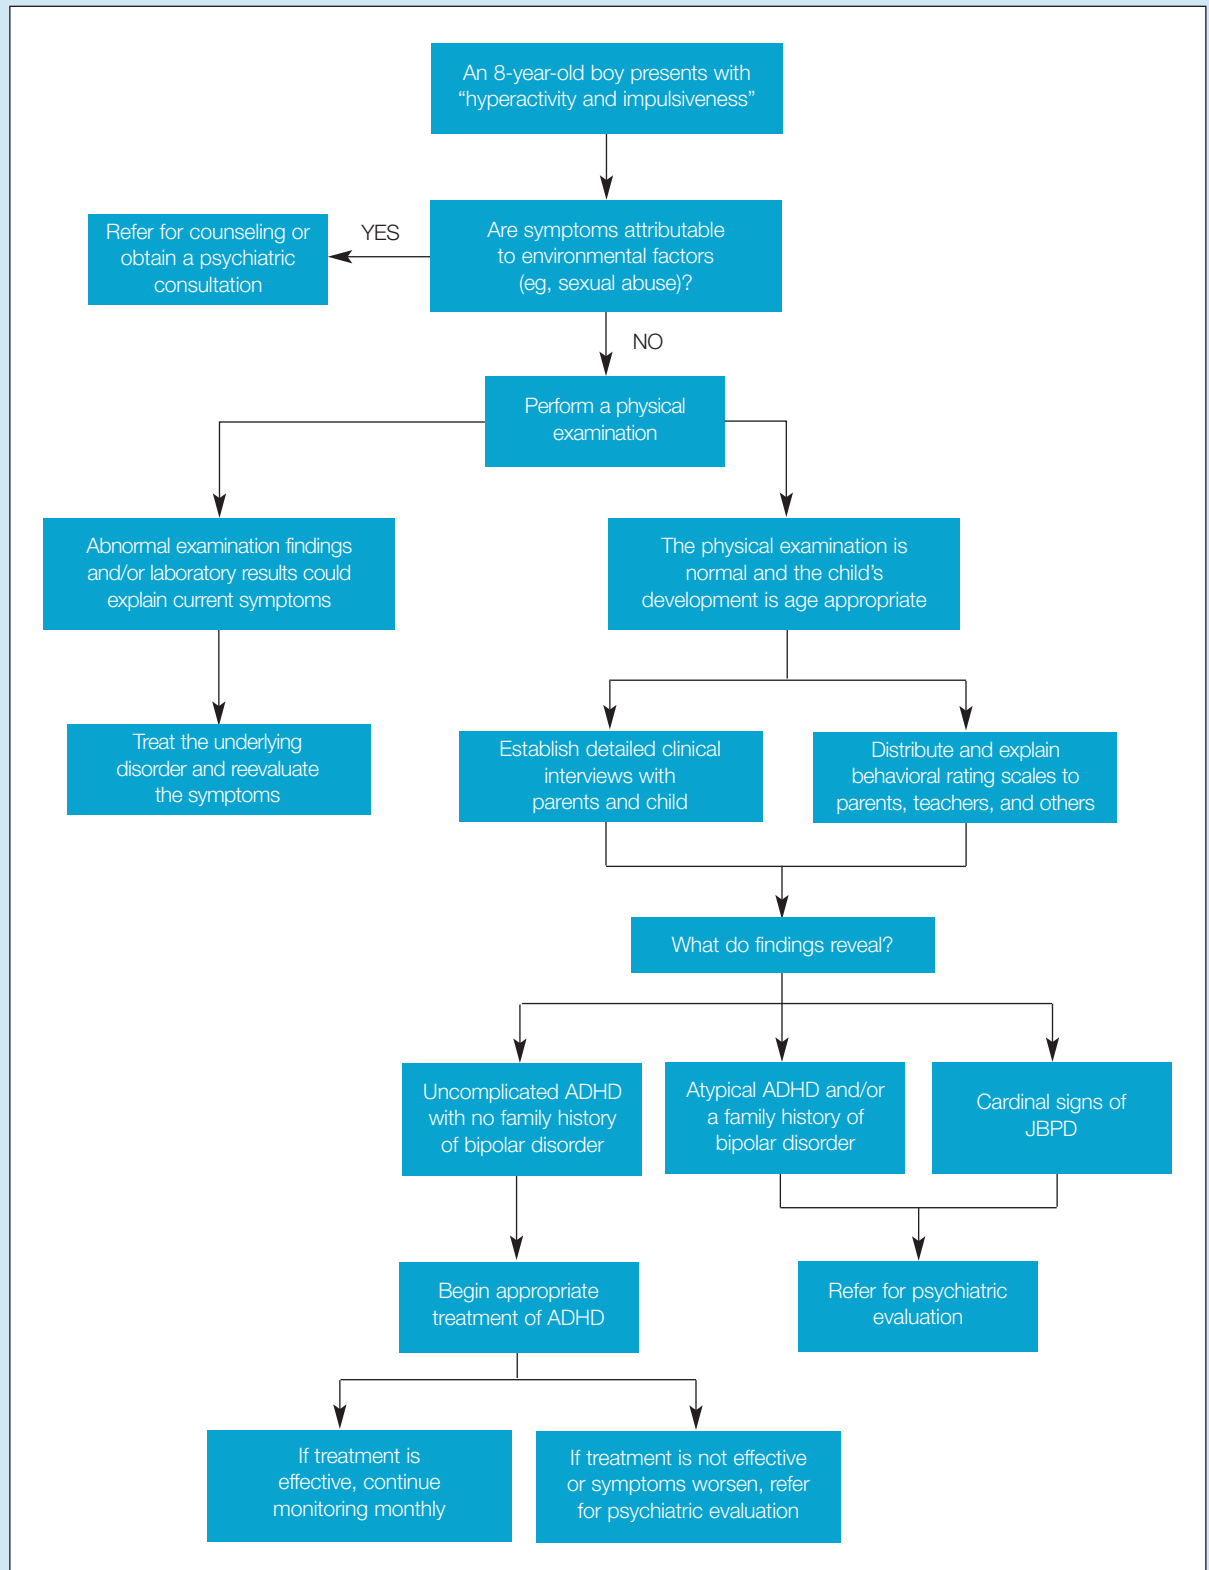 An 8-year-old boy presents with
“hyperactivity and impulsiveness”
Are symptoms attributable
to environmental factors
(eg, sexual abuse)?
YES
Refer for counseling or
obtain a psychiatric
consultation
NO
Perform a physical
examination
Abnormal examination findings
and/or laboratory results could
explain current symptoms
The physical examination is
normal and the child’s
development is age appropriate
Treat the underlying
disorder and reevaluate
the symptoms
Establish detailed clinical
interviews with
parents and child
Distribute and explain
behavioral rating scales to
parents, teachers, and others
What do findings reveal?
Uncomplicated ADHD
with no family history
of bipolar disorder
Atypical ADHD and/or
a family history of
bipolar disorder
Cardinal signs of
JBPD
Begin appropriate
treatment of ADHD
Refer for psychiatric
evaluation
If treatment is
effective, continue
monitoring monthly
If treatment is not effective
or symptoms worsen, refer
for psychiatric evaluation